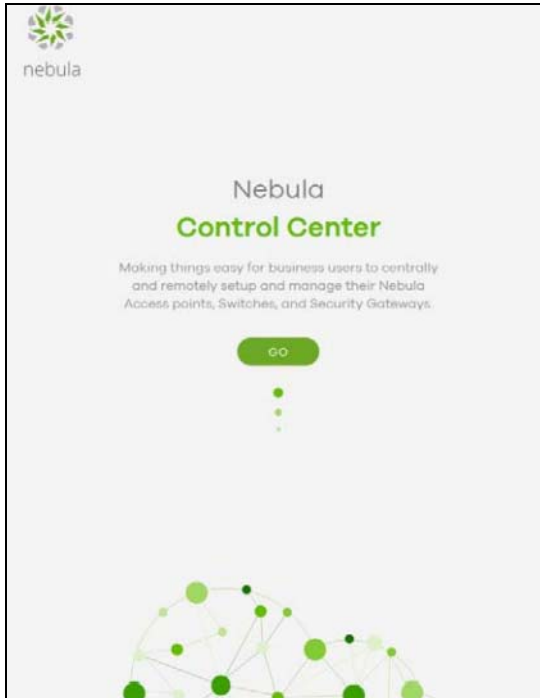 nebula
Nebula
Control Center
Making things easy for business users to centrally
and remotely setup and manage their Nebula
Access points, Switches, and Security Gateways.
GO